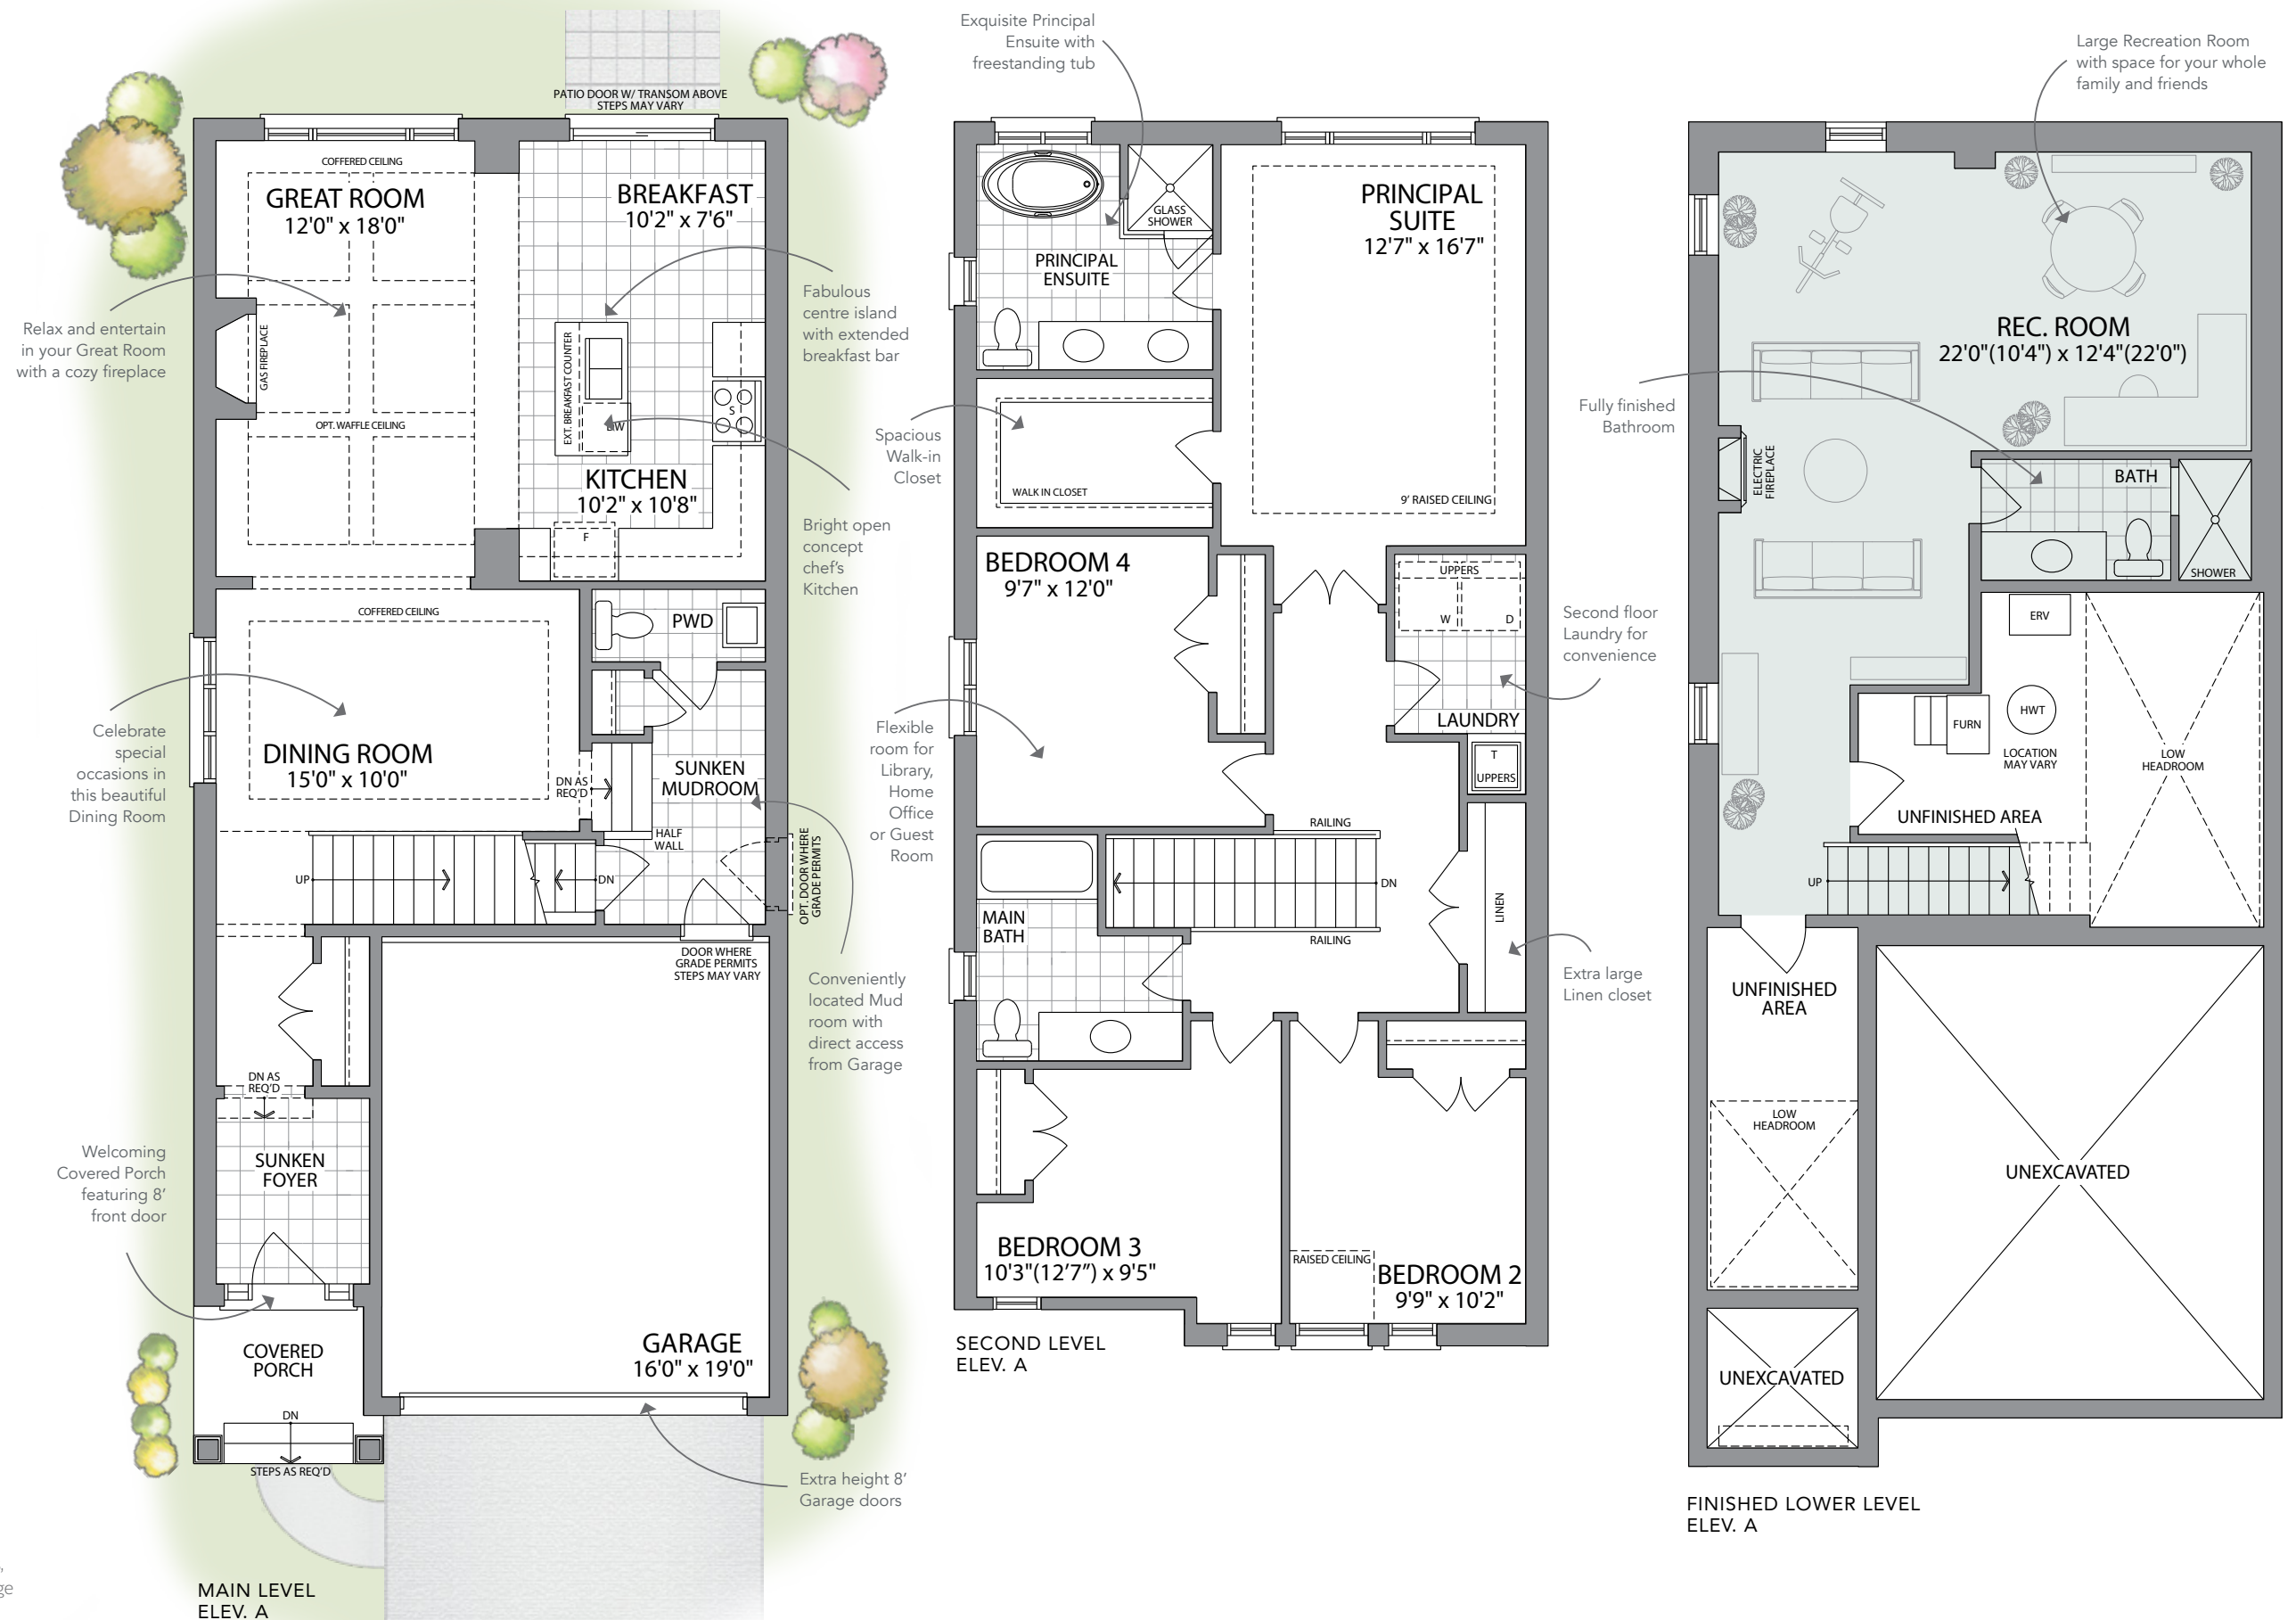 PATIO DOOR W/ TRANSOM ABOVE
STEPS MAY VARY
COFFERED CEILING
GREAT ROOM
12'0" x 18'0"
BREAKFAST
10'2" x 7'6"
Relax and entertain
in your Great Room
with a cozy fireplace
GAS FIREPLACE
Fabulous
centre island
with extended
breakfast bar
EXT. BREAKFAST COUNTER
S
DW
OPT. WAFFLE CEILING
KITCHEN
10'2" x 10'8"
F
Bright open
concept
chef's
Kitchen
COFFERED CEILING
PWD
Celebrate
special
occasions in
this beautiful
Dining Room
DINING ROOM
15'0" x 10'0"
DN AS
REQ'D
SUNKEN
MUDROOM
HALF
WALL
OPT. DOOR WHERE
GRADE PERMITS
UP
DN
DOOR WHERE
GRADE PERMITS
STEPS MAY VARY
Conveniently
located Mud
room with
direct access
from Garage
DN AS
REQ'D
Welcoming
Covered Porch
featuring 8'
front door
SUNKEN
FOYER
COVERED
PORCH
GARAGE
16'0" x 19'0"
DN
STEPS AS REQ'D
Extra height 8'
Garage doors
MAIN LEVEL
ELEV. A
Exquisite Principal
Ensuite with
freestanding tub
GLASS
SHOWER
PRINCIPAL
ENSUITE
PRINCIPAL
SUITE
12'7" x 16'7"
Spacious
Walk-in
Closet
WALK IN CLOSET
9' RAISED CEILING
BEDROOM 4
9'7" x 12'0"
UPPERS
W
D
Second floor
Laundry for
convenience
LAUNDRY
Flexible
room for
Library,
Home
Office
or Guest
Room
T
UPPERS
RAILING
DN
LINEN
MAIN
BATH
RAILING
Extra large
Linen closet
BEDROOM 3
10'3"(12'7") x 9'5"
RAISED CEILING
BEDROOM 2
9'9" x 10'2"
SECOND LEVEL
ELEV. A
Large Recreation Room
with space for your whole
family and friends
REC. ROOM
22'0"(10'4") x 12'4"(22'0")
Fully finished
Bathroom
ELECTRIC
FIREPLACE
BATH
SHOWER
ERV
FURN
HWT
LOCATION
MAY VARY
LOW
HEADROOM
UNFINISHED AREA
UP
UNFINISHED
AREA
LOW
HEADROOM
UNEXCAVATED
UNEXCAVATED
FINISHED LOWER LEVEL
ELEV. A